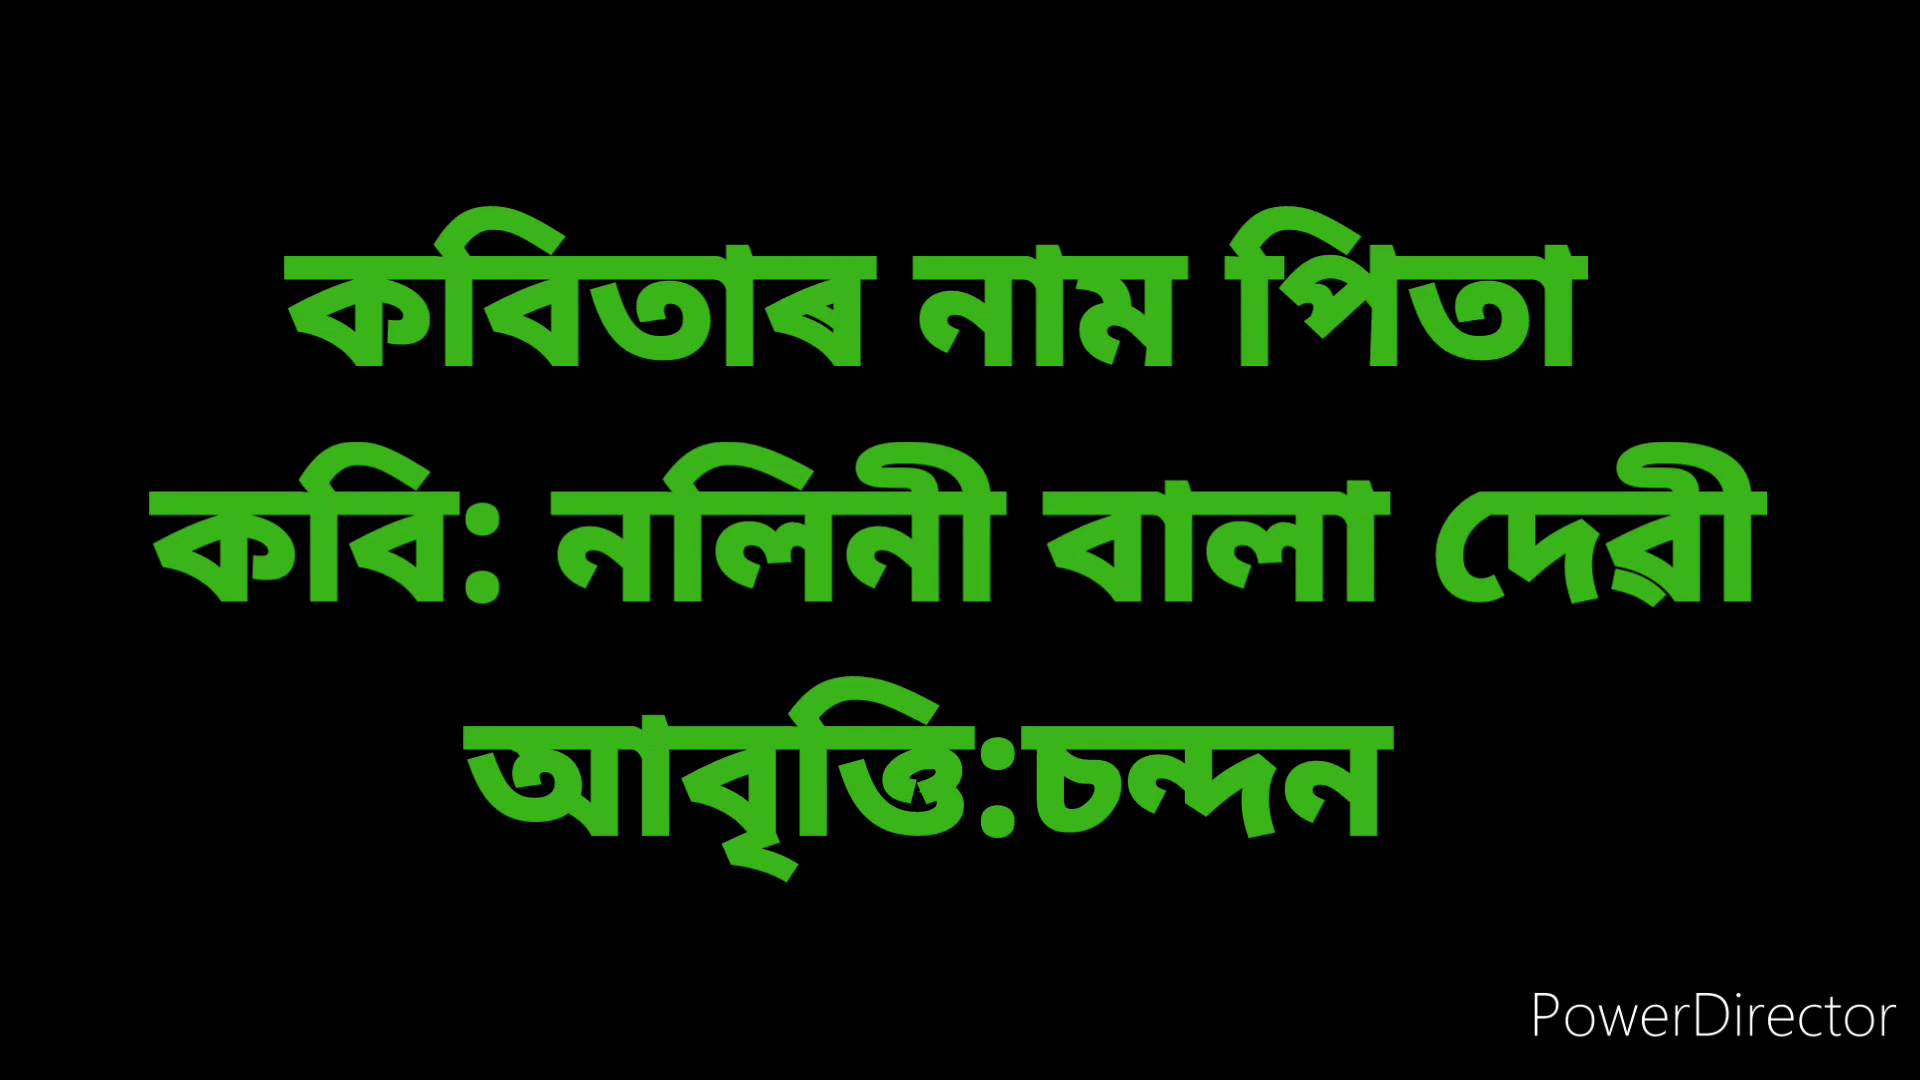 কবিতাৰ নাম পিতা
কবি: নলিনী বালা দেৱী
আবৃত্তি:চন্দন
PowerDirector